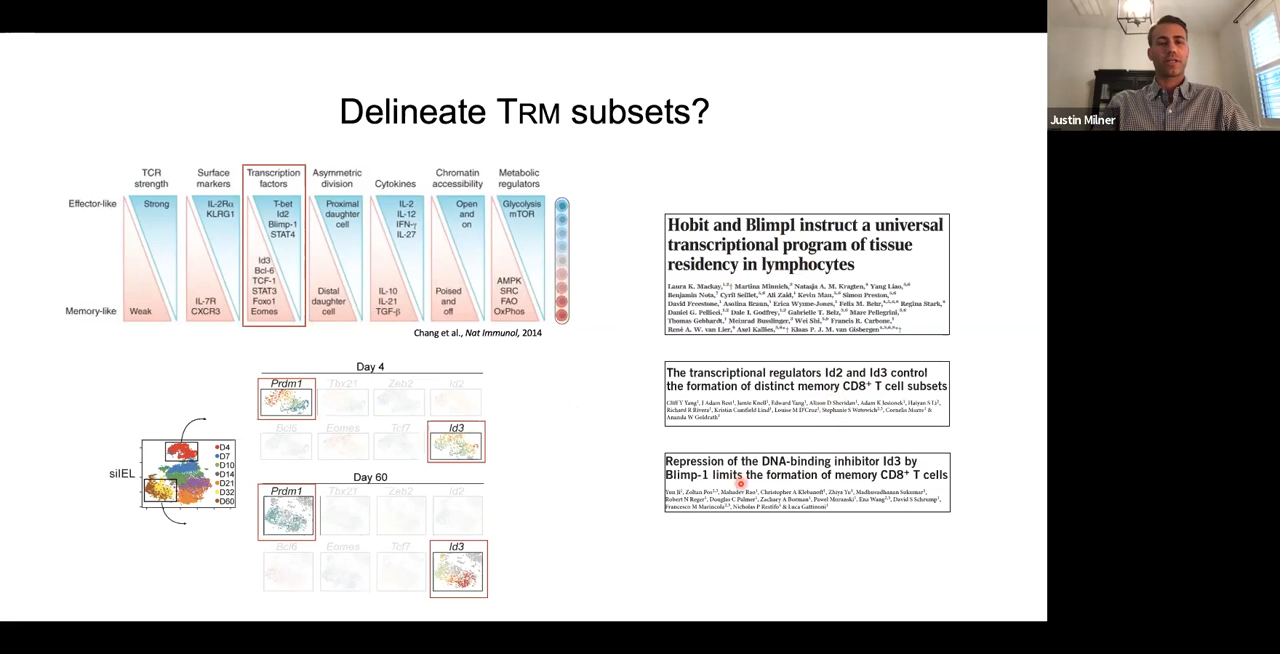 Delineate TRM subsets?
TCR strength
Surface markers
Transcription factors
Asymmetric division
Cytokines
Chromatin accessibility
Metabolic regulators
Effector-like
Memory-like
Strong
Weak
IL-2Rα
KLRG1
IL-7R
CXCR3
T-bet
Id2
Blimp-1
STAT4
Id3
Bcl-6
TCF-1
STAT3
Foxo1
Eomes
Proximal
daughter
cell
Distal
daughter
cell
IL-2
IL-12
IFN-γ
IL-27
IL-10
IL-21
TGF-β
Open
and
on
Poised
and
off
Glycolysis
mTOR
AMPK
SRC
FAO
OxPhos
Chang et al., Nat Immunol, 2014
Day 4
Prdm1 Tbx21 Zeb2 Id2
Bcl6 Eomes Tcf7 Id3
Day 60
Prdm1 Tbx21 Zeb2 Id2
Bcl6 Eomes Tcf7 Id3
siIEL
D4
D7
D10
D14
D21
D32
D60
Hobit and Blimp1 instruct a universal
transcriptional program of tissue
residency in lymphocytes
Laura K. Mackay, Martina Minnich, Natasja A. M. Kragten, Yang Liao,
Benjamin Nota, Cyril Seillet, Ali Zaid, Kevin Man, Simon Preston,
David Freestone, Asolina Braun, Erica Wynne-Jones, Felix M. Behr, Regina Stark,
Daniel G. Pellicci, Dale I. Godfrey, Gabrielle T. Belz, Marc Pellegrini,
Thomas Gebhardt, Meinrad Busslinger, Wei Shi, Francis R. Carbone,
René A. W. van Lier, Axel Kallies, Klaas P. J. M. van Gisbergen
The transcriptional regulators Id2 and Id3 control
the formation of distinct memory CD8⁺ T cell subsets
Cliff Y Yang, J Adam Best, Jamie Knell, Edward Yang, Alison D Sheridan, Adam K Jesionek, Haiyan S Li,
Richard R Rivera, Kristin Camfield Lind, Louise M D'Cruz, Stephanie S Watowich, Cornelis Murre &
Ananda W Goldrath
Repression of the DNA-binding inhibitor Id3 by
Blimp-1 limits the formation of memory CD8⁺ T cells
Yun Ji, Zoltan Pos, Mahadev Rao, Christopher A Klebanoff, Zhiya Yu, Madhusudhanan Sukumar,
Robert N Reger, Douglas C Palmer, Zachary A Borman, Pawel Muranski, Ena Wang, David S Schrump,
Francesco M Marincola, Nicholas P Restifo & Luca Gattinoni
Justin Milner